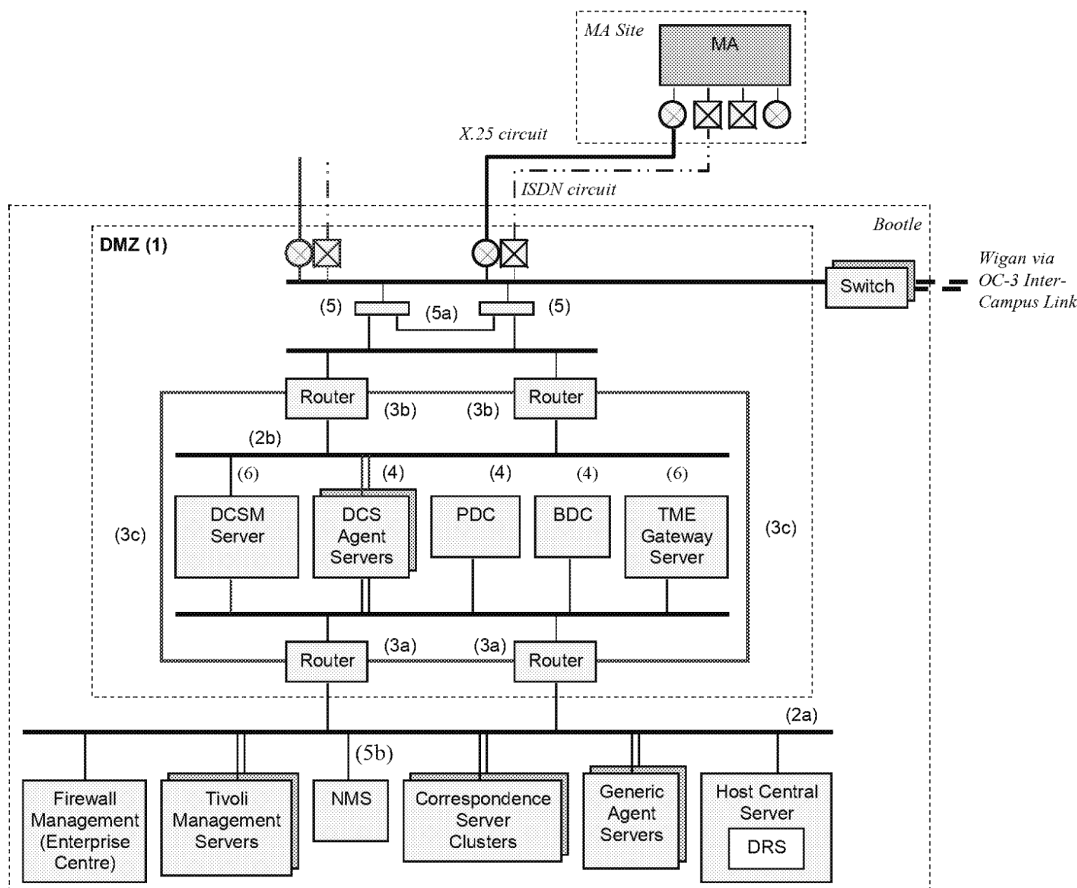 MA Site
MA
X.25 circuit
ISDN circuit
Bootle
DMZ (1)
Wigan via
OC-3 Inter-
Campus Link
Switch
(5)
(5a)
(5)
Router
(3b)
(3b)
Router
(2b)
(6)
(4)
(4)
(4)
(6)
DCSM
Server
DCS
Agent
Servers
PDC
BDC
TME
Gateway
Server
(3c)
(3c)
Router
(3a)
(3a)
Router
(2a)
(5b)
Firewall
Management
(Enterprise
Centre)
Tivoli
Management
Servers
NMS
Correspondence
Server
Clusters
Generic
Agent
Servers
Host Central
Server
DRS